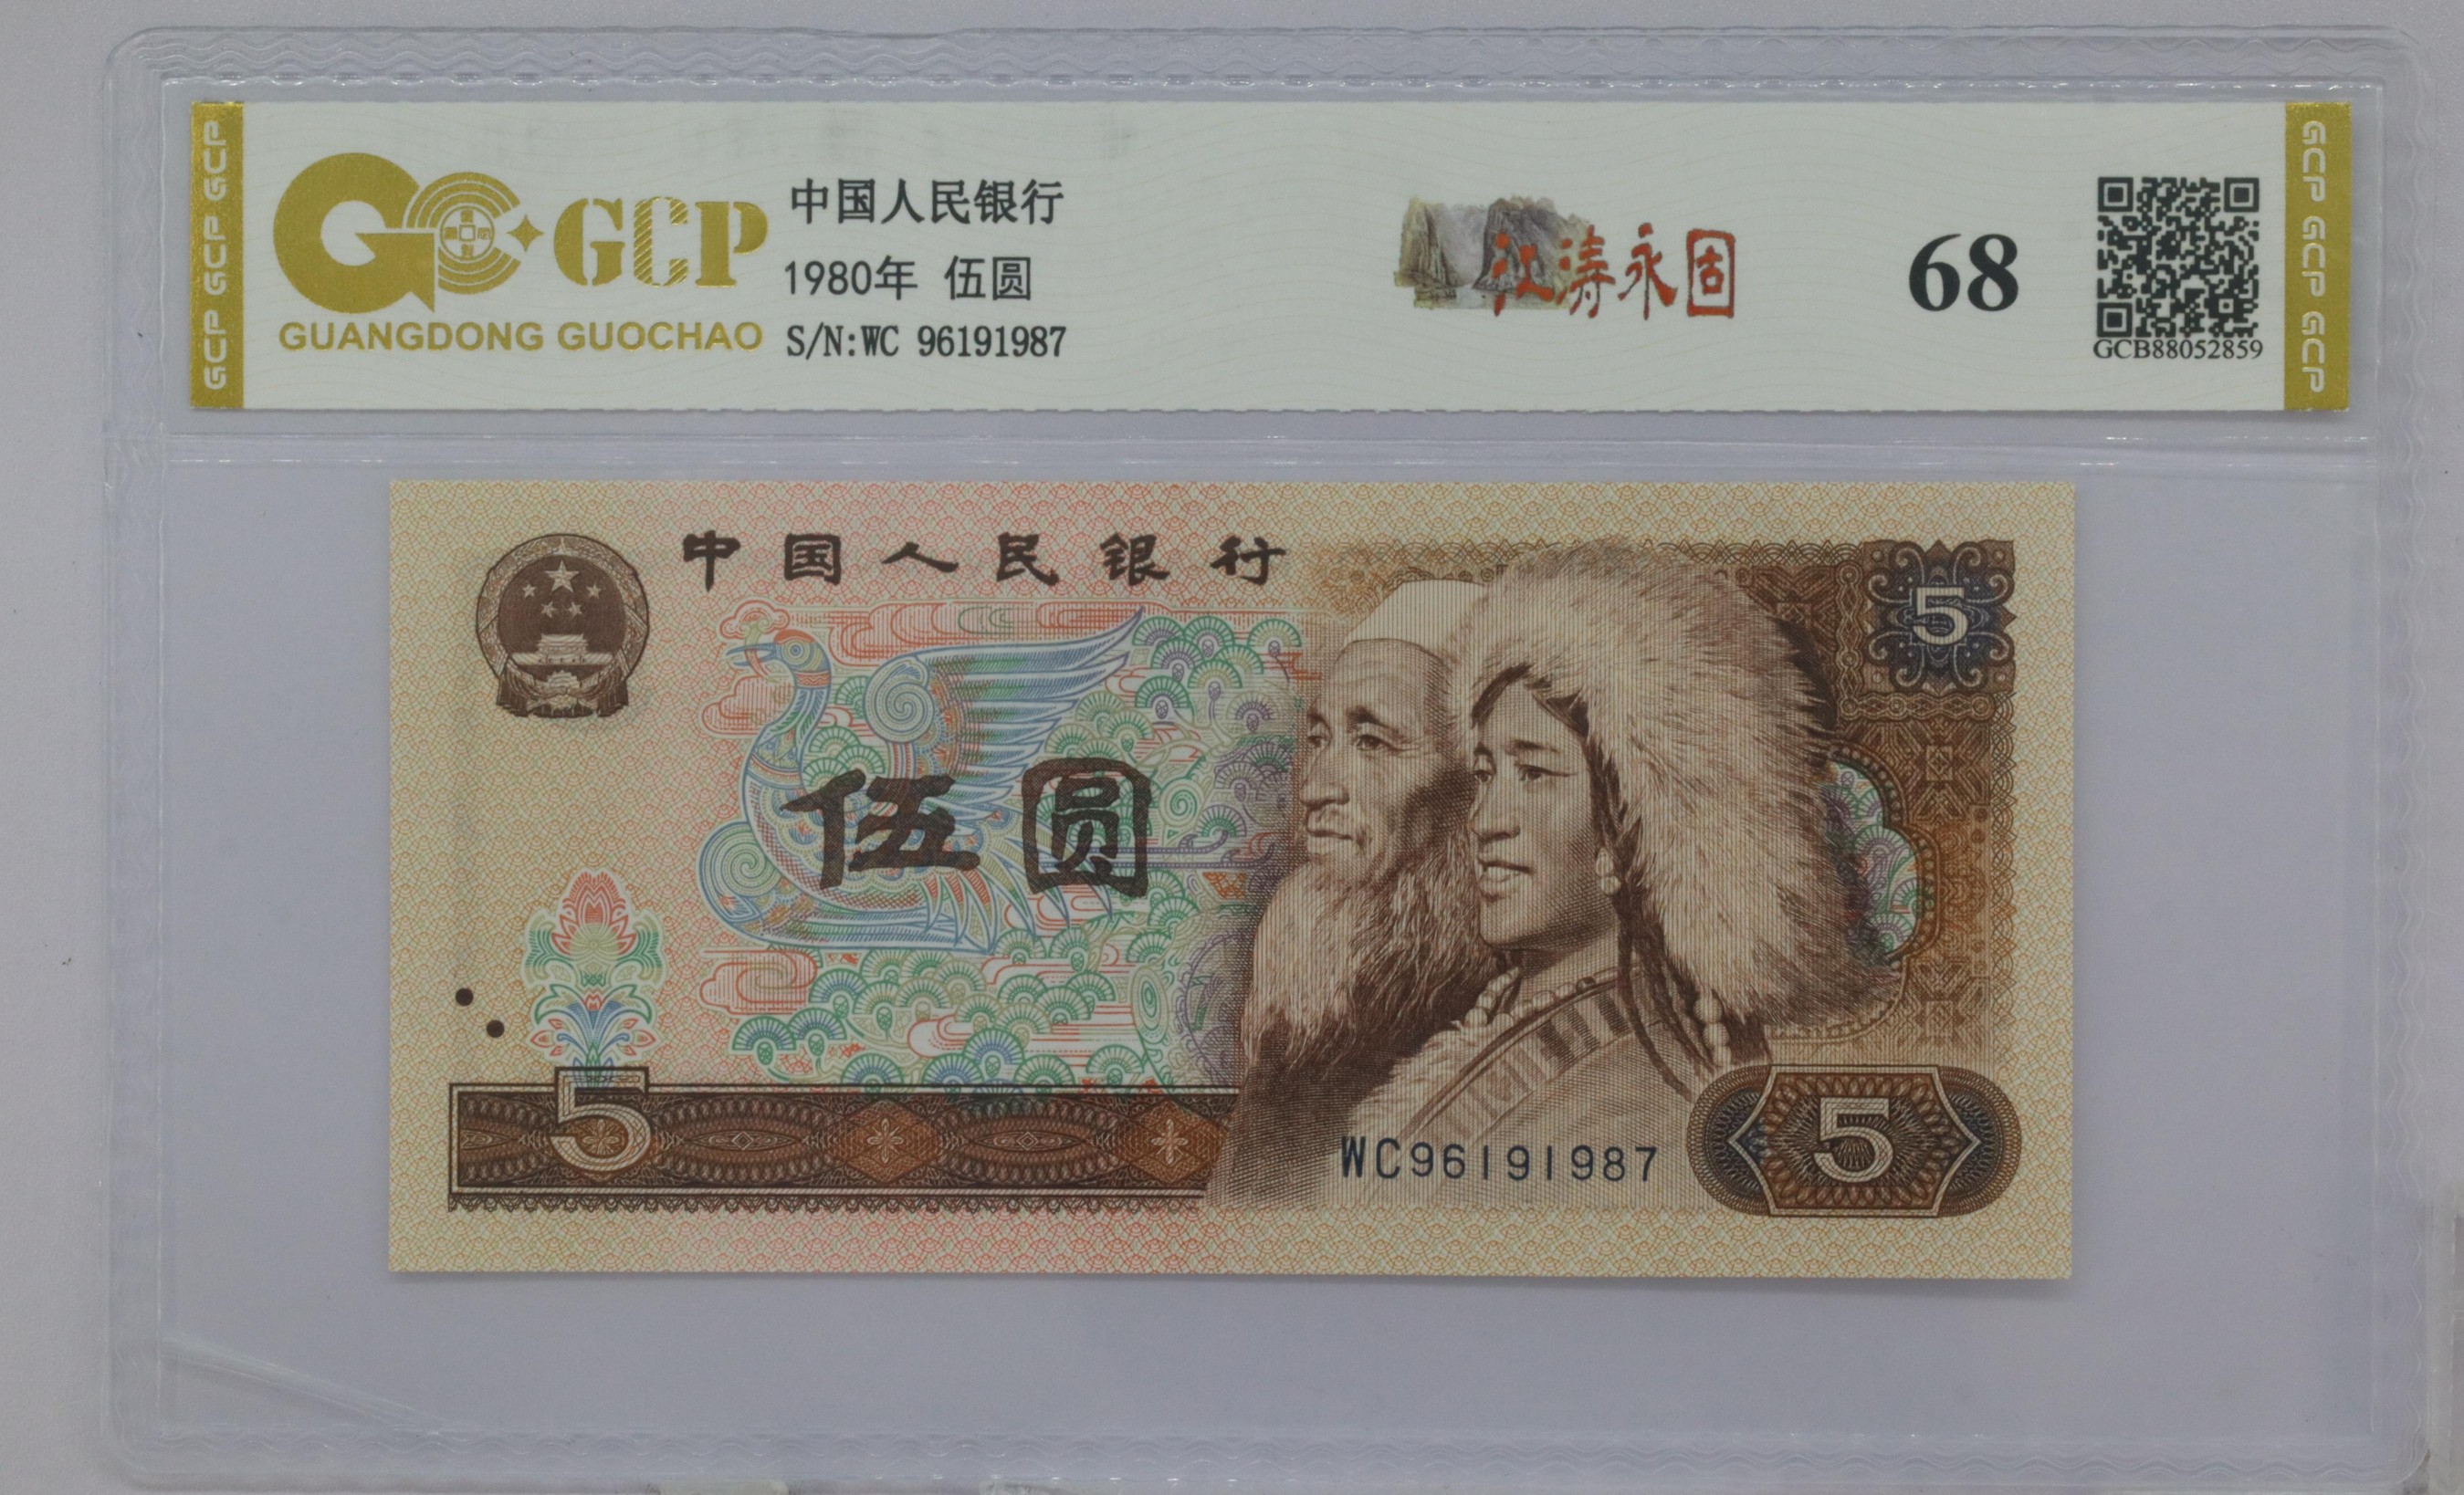 GCP GCP GCP
GCP
GUANGDONG GUOCHAO
中国人民银行
1980年 伍圆
S/N:WC 96191987
江涛永固
68
GCB88052859
GCP GCP GCP
中国人民银行
5
伍圆
5
WC96191987
5